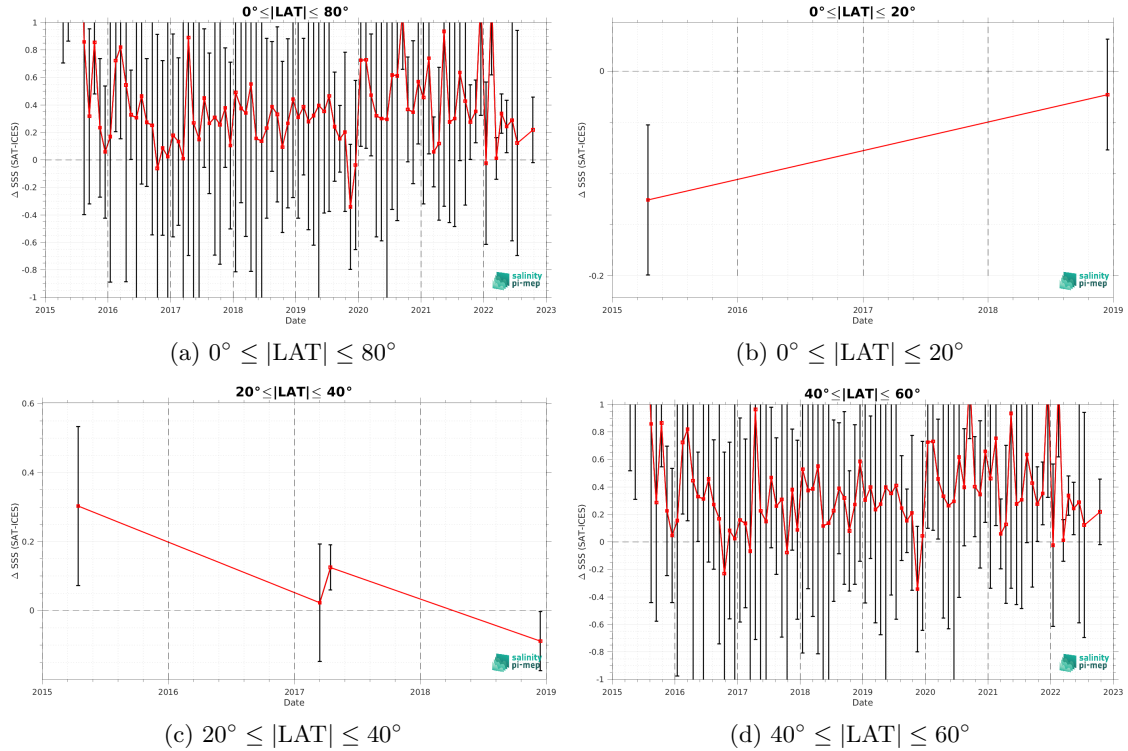 0°≤|LAT|≤ 80°
Δ SSS (SAT-ICES)
1
0.8
0.6
0.4
0.2
0
-0.2
-0.4
-0.6
-0.8
-1
2015 2016 2017 2018 2019 2020 2021 2022 2023
Date
salinity
pi-mep
(a) 0° ≤ |LAT| ≤ 80°
0°≤|LAT|≤ 20°
Δ SSS (SAT-ICES)
0
-0.2
2015 2016 2017 2018 2019
Date
salinity
pi-mep
(b) 0° ≤ |LAT| ≤ 20°
20°≤|LAT|≤ 40°
Δ SSS (SAT-ICES)
0.6
0.4
0.2
0
2015 2016 2017 2018 2019
Date
salinity
pi-mep
(c) 20° ≤ |LAT| ≤ 40°
40°≤|LAT|≤ 60°
Δ SSS (SAT-ICES)
1
0.8
0.6
0.4
0.2
0
-0.2
-0.4
-0.6
-0.8
-1
2015 2016 2017 2018 2019 2020 2021 2022 2023
Date
salinity
pi-mep
(d) 40° ≤ |LAT| ≤ 60°